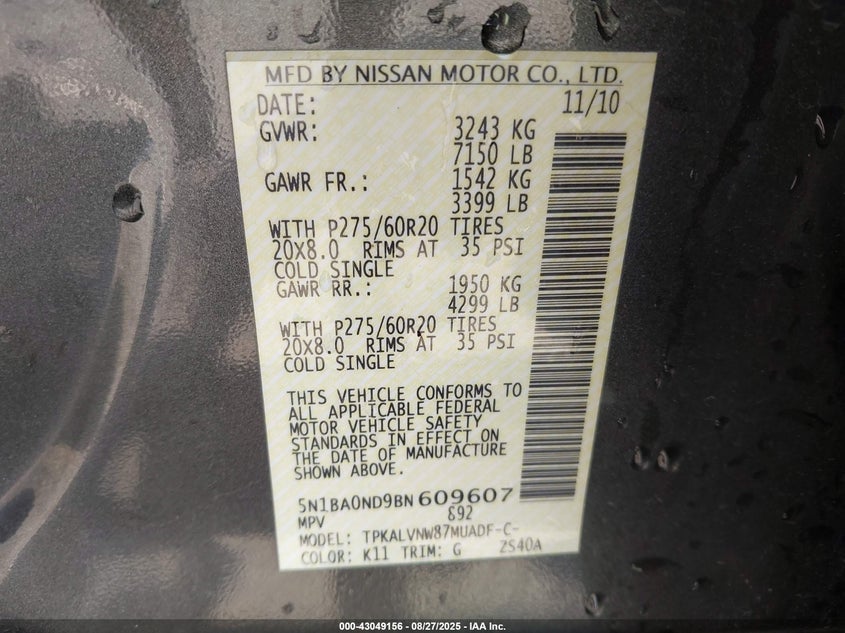 MFD BY NISSAN MOTOR CO., LTD.
DATE: 11/10
GVWR: 3243 KG
7150 LB
GAWR FR.: 1542 KG
3399 LB
WITH P275/60R20 TIRES
20X8.0 RIMS AT 35 PSI
COLD SINGLE
GAWR RR.: 1950 KG
4299 LB
WITH P275/60R20 TIRES
20X8.0 RIMS AT 35 PSI
COLD SINGLE
THIS VEHICLE CONFORMS TO
ALL APPLICABLE FEDERAL
MOTOR VEHICLE SAFETY
STANDARDS IN EFFECT ON
THE DATE OF MANUFACTURE
SHOWN ABOVE.
5N1BA0ND9BN609607
MPV 892
MODEL: TPKALVNW87MUADF-C-
COLOR: K11 TRIM: G ZS40A
000-43049156 - 08/27/2025 - IAA Inc.